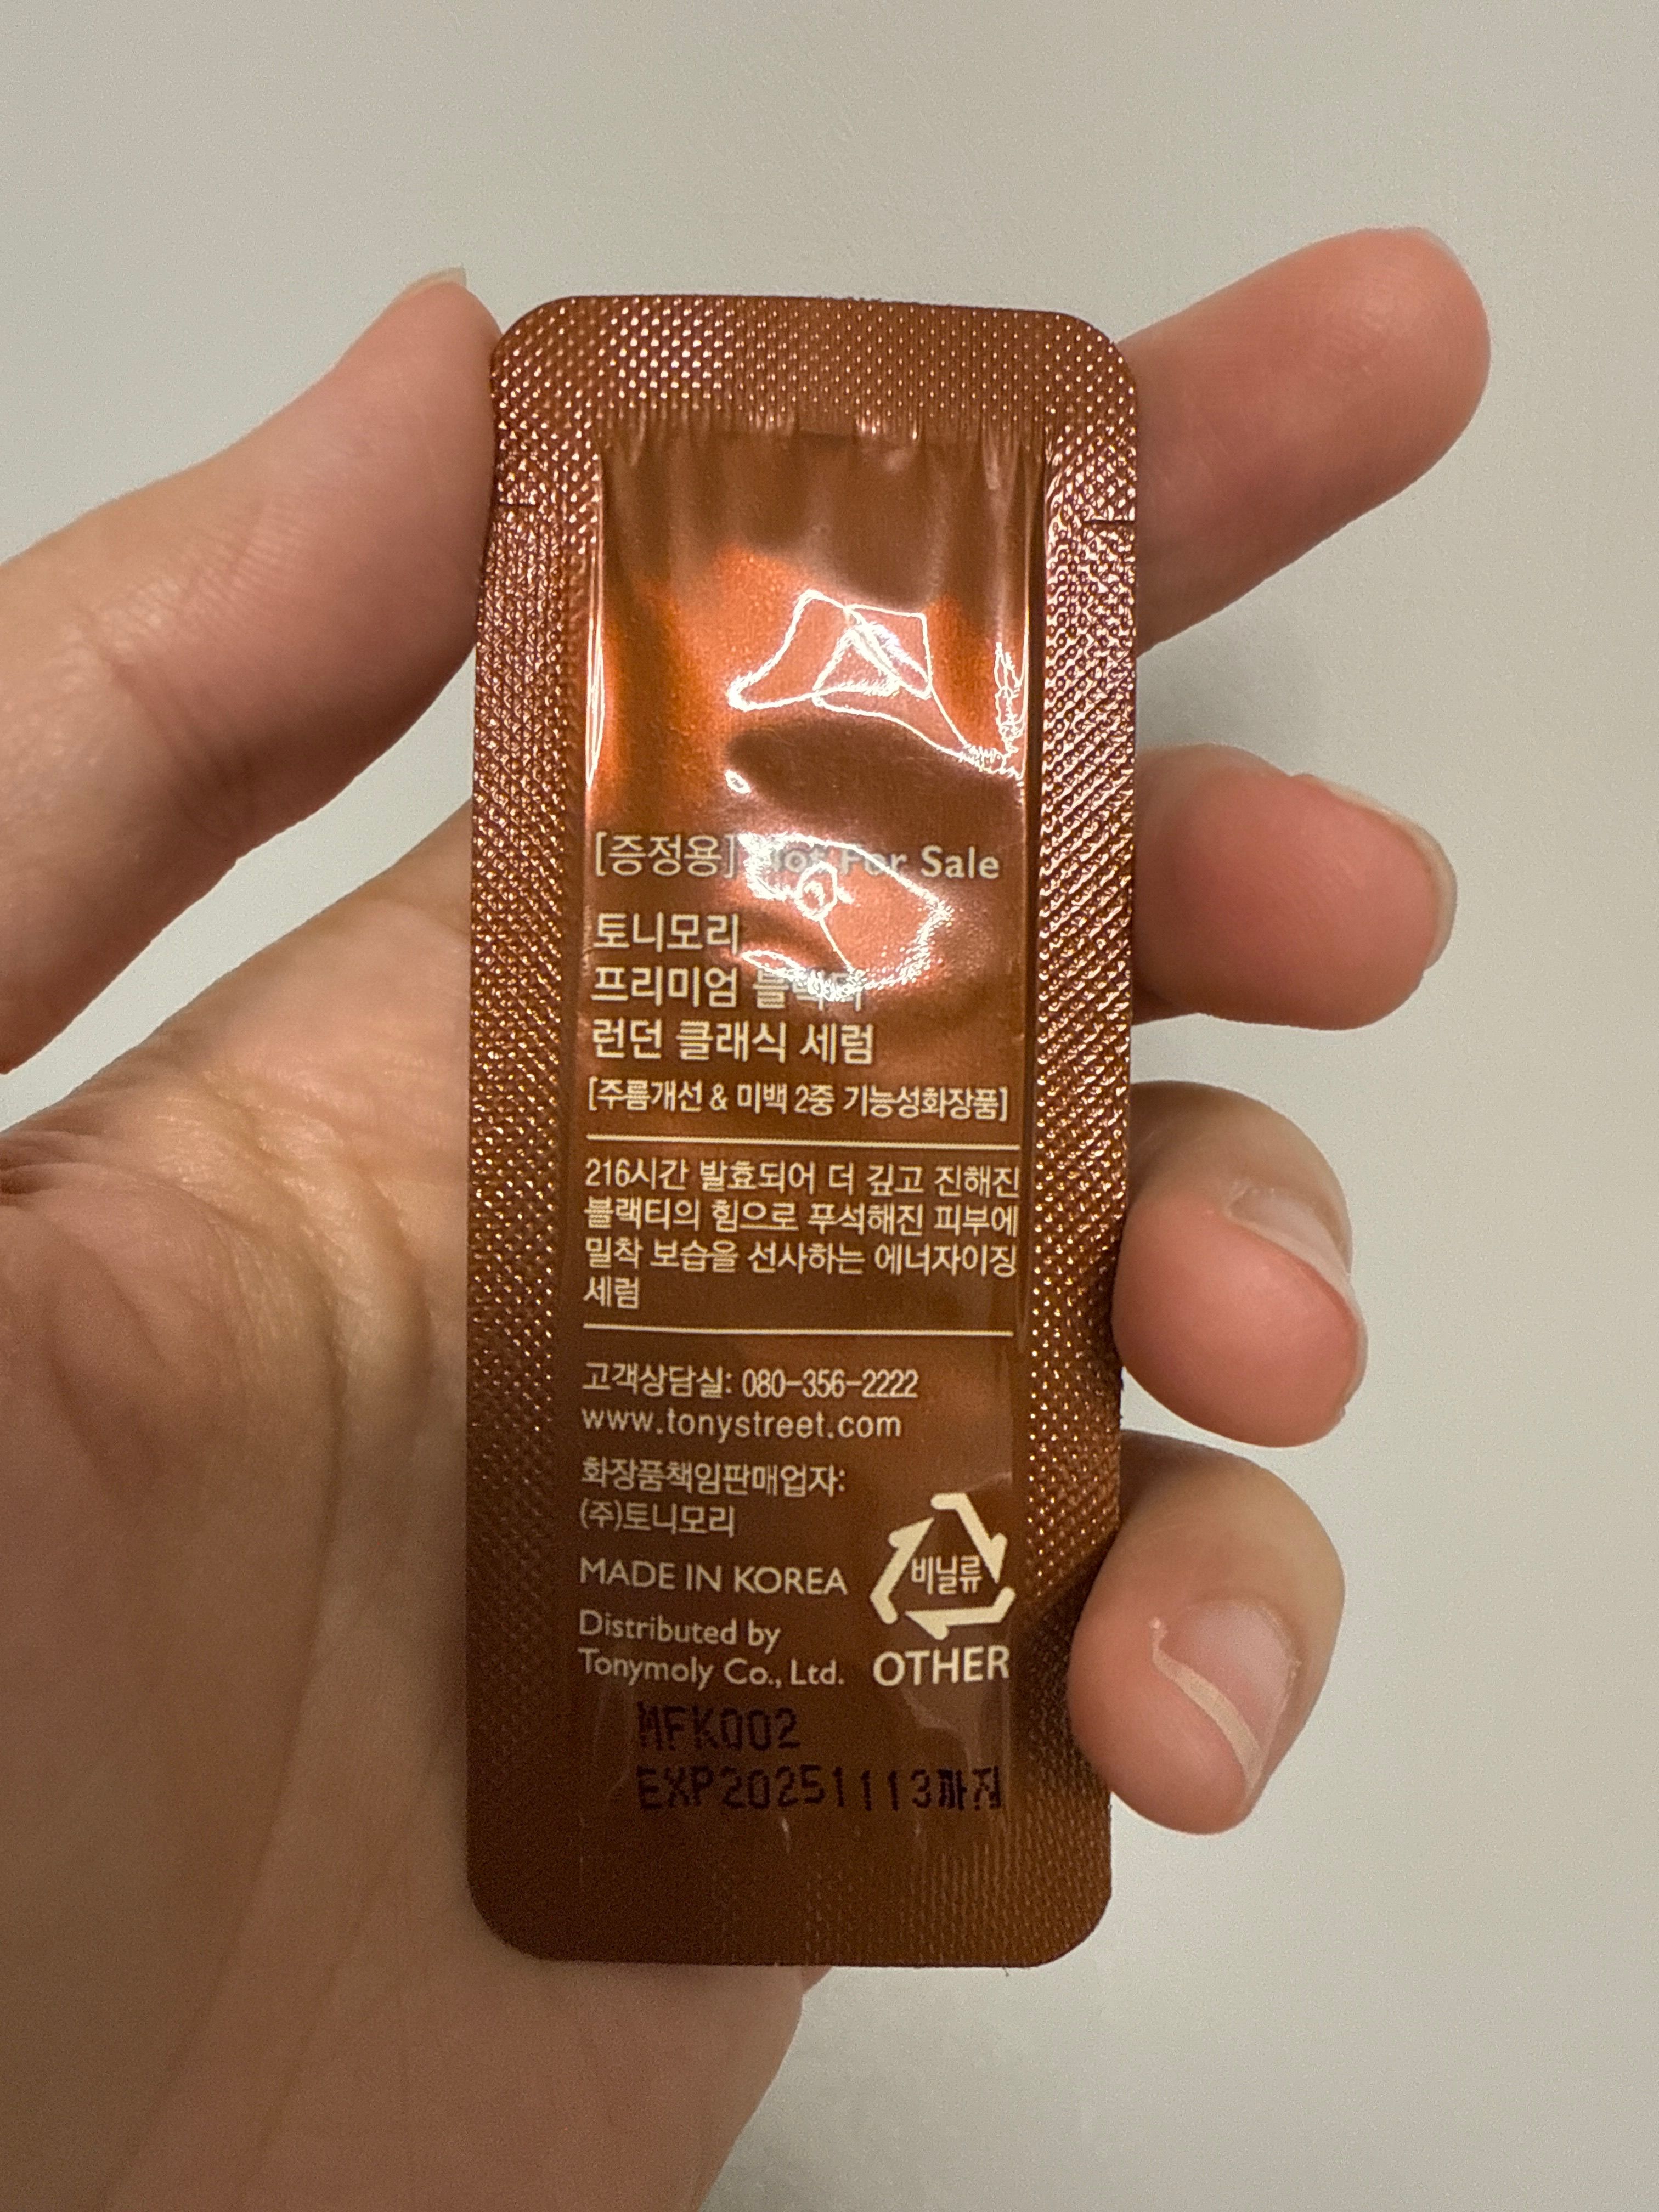 [증정용] Not For Sale
토니모리
프리미엄 블랙티
런던 클래식 세럼
[주름개선 & 미백 2중 기능성화장품]
216시간 발효되어 더 깊고 진해진
블랙티의 힘으로 푸석해진 피부에
밀착 보습을 선사하는 에너자이징
세럼
고객상담실: 080-356-2222
www.tonystreet.com
화장품책임판매업자:
(주)토니모리
MADE IN KOREA
Distributed by
Tonymoly Co., Ltd.
비닐류
OTHER
MFK002
EXP20251113까지